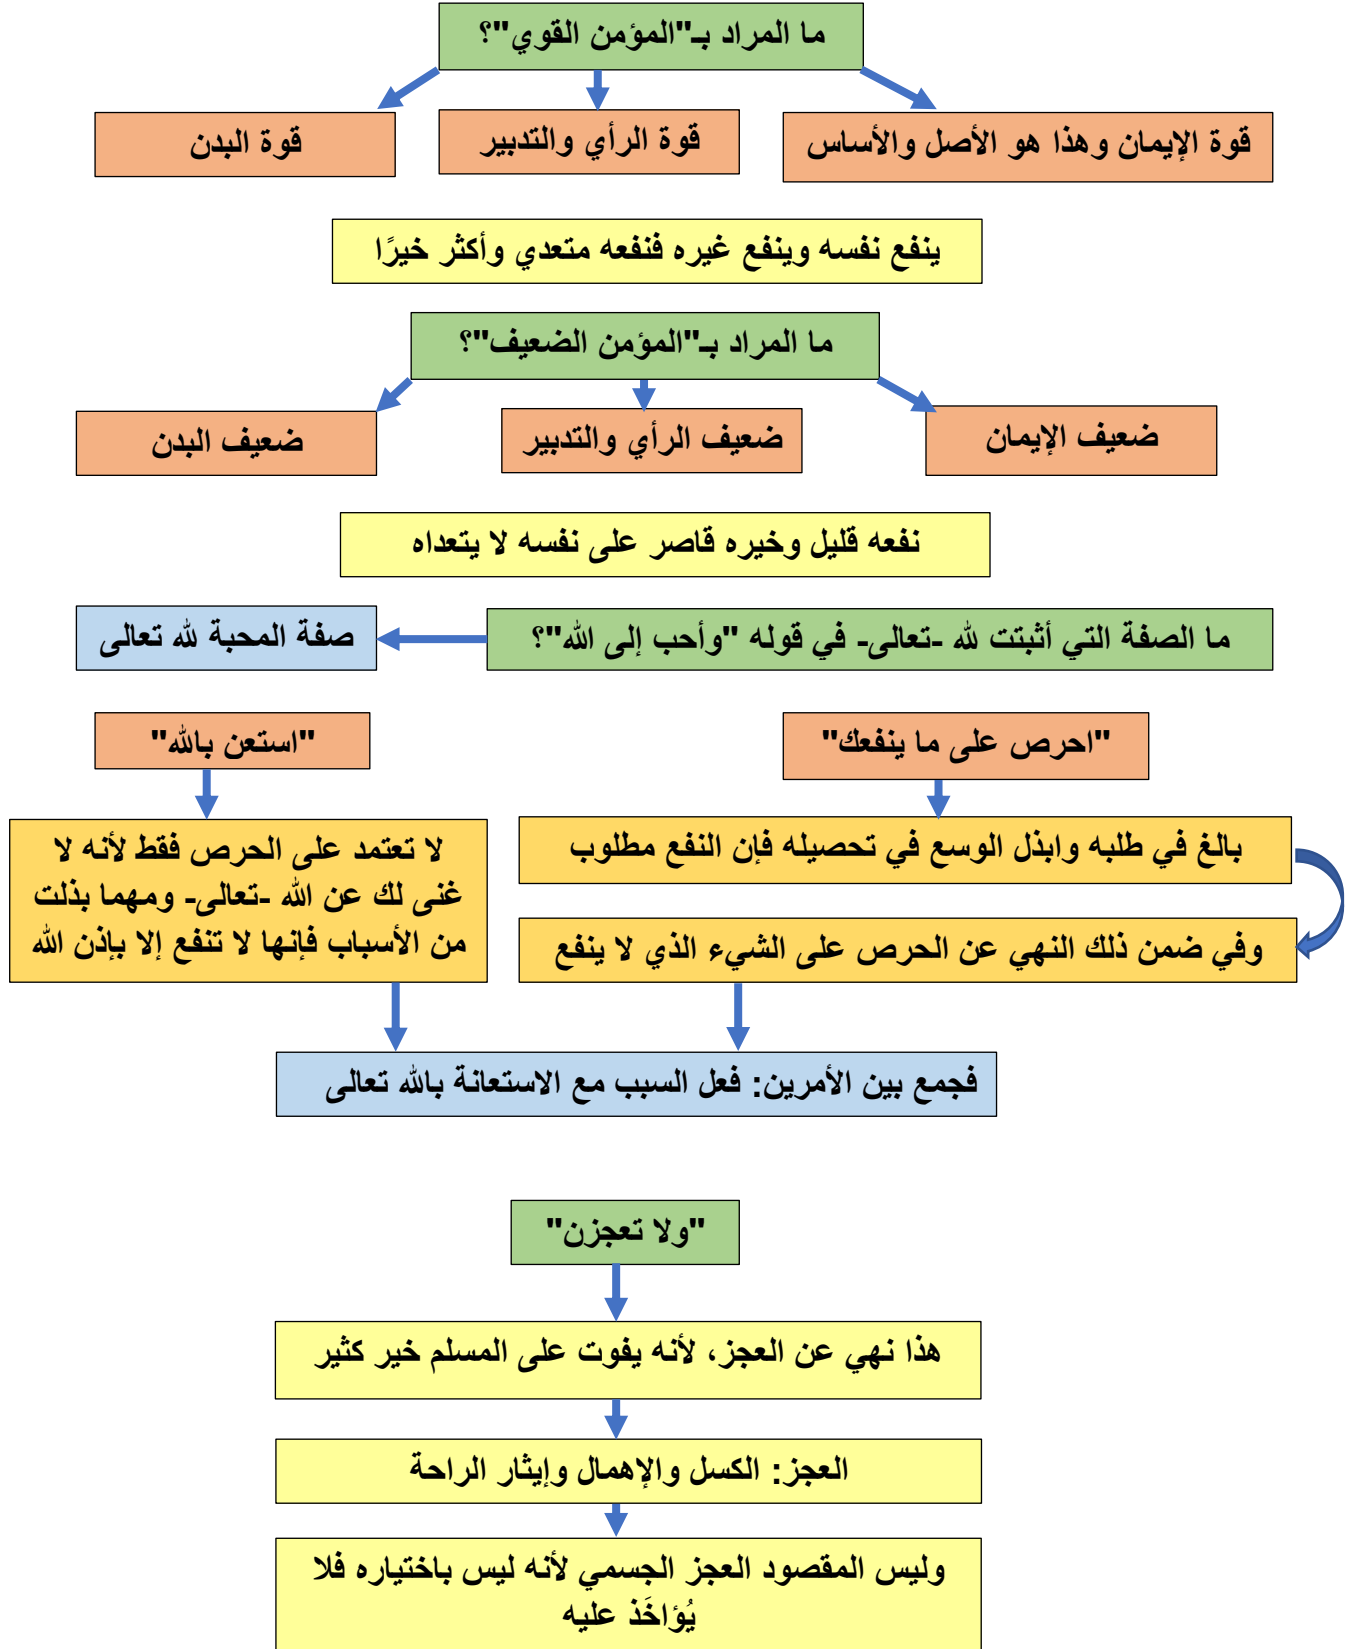 ما المراد بـ"المؤمن القوي"؟
قوة الإيمان وهذا هو الأصل والأساس
قوة الرأي والتدبير
قوة البدن
ينفع نفسه وينفع غيره فنفعه متعدي وأكثر خيرًا
ما المراد بـ"المؤمن الضعيف"؟
ضعيف الإيمان
ضعيف الرأي والتدبير
ضعيف البدن
نفعه قليل وخيره قاصر على نفسه لا يتعداه
ما الصفة التي أثبتت لله -تعالى- في قوله "وأحب إلى الله"؟
صفة المحبة لله تعالى
"احرص على ما ينفعك"
"استعن بالله"
بالغ في طلبه وابذل الوسع في تحصيله فإن النفع مطلوب
وفي ضمن ذلك النهي عن الحرص على الشيء الذي لا ينفع
لا تعتمد على الحرص فقط لأنه لا
غنى لك عن الله -تعالى- ومهما بذلت
من الأسباب فإنها لا تنفع إلا بإذن الله
فجمع بين الأمرين: فعل السبب مع الاستعانة بالله تعالى
"ولا تعجزن"
هذا نهي عن العجز، لأنه يفوت على المسلم خير كثير
العجز: الكسل والإهمال وإيثار الراحة
وليس المقصود العجز الجسمي لأنه ليس باختياره فلا
يُؤاخَذ عليه